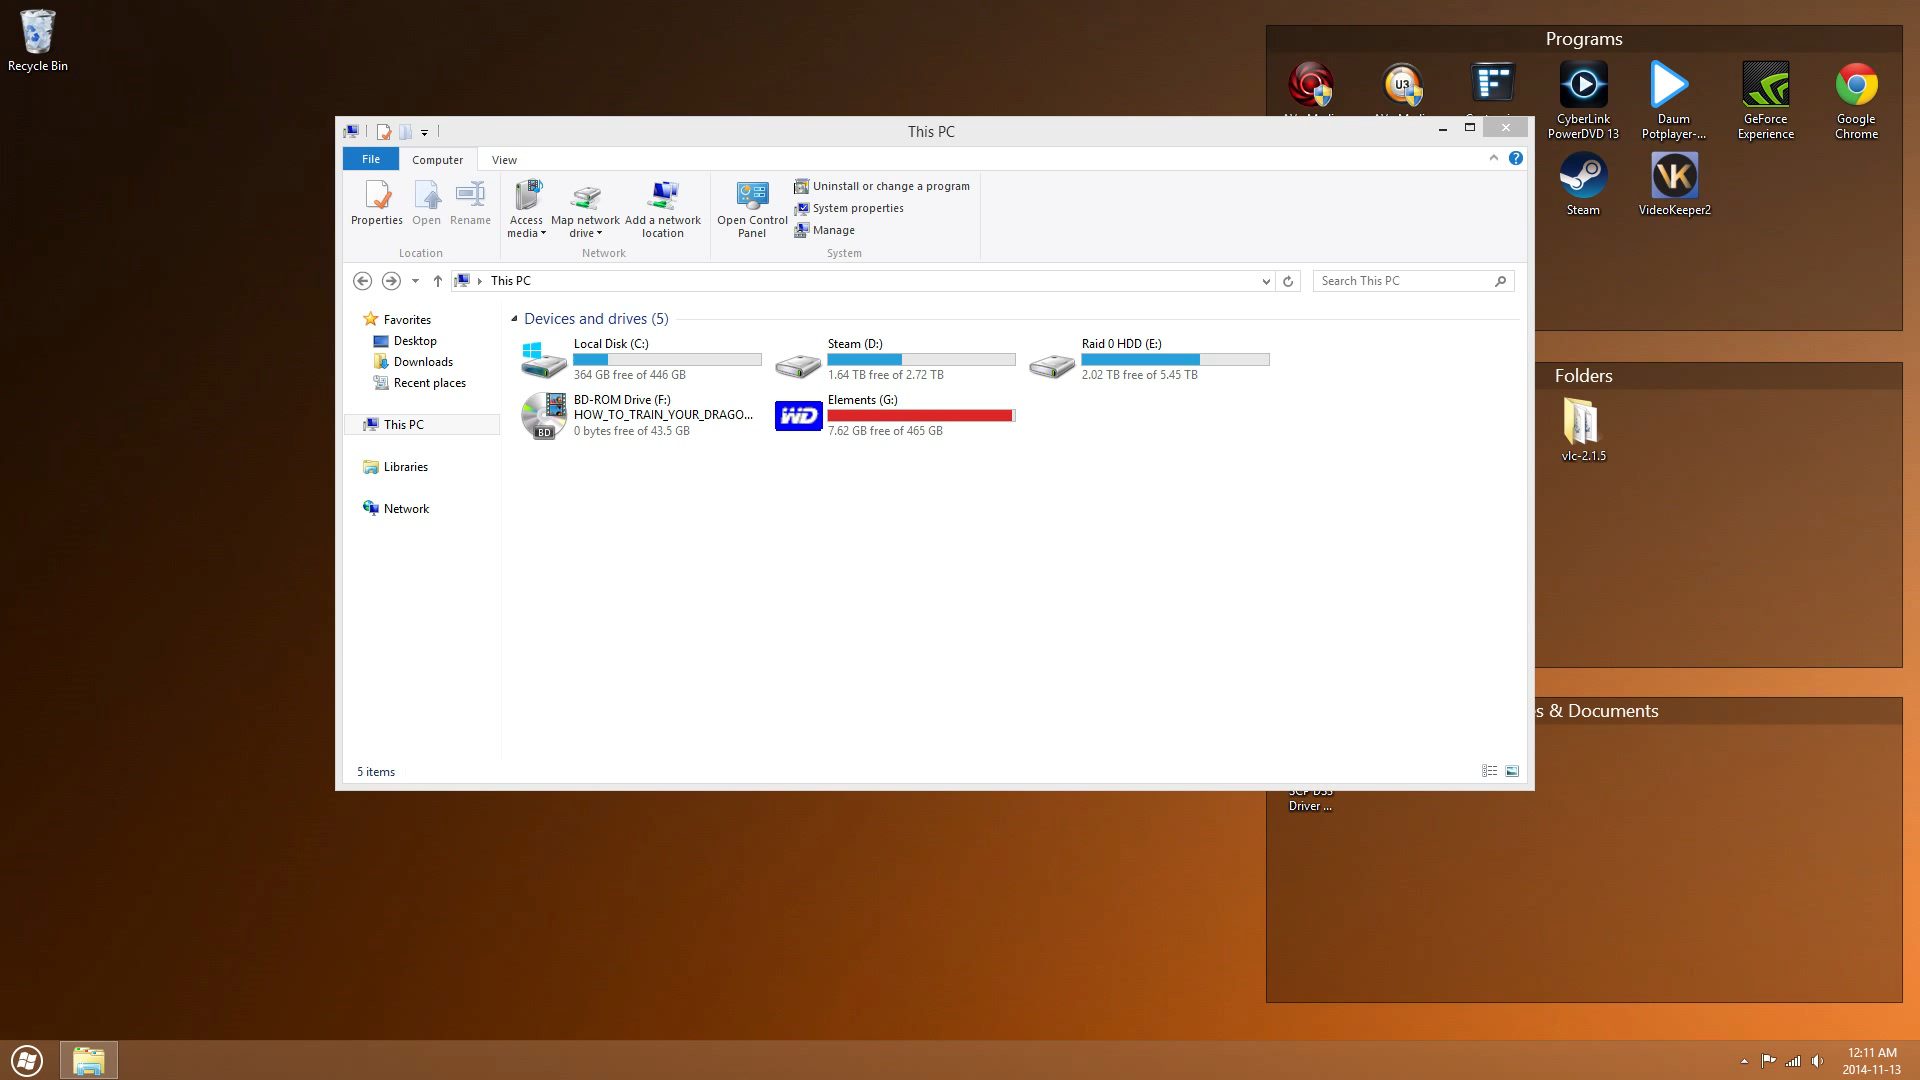 Recycle Bin
Programs
CyberLink
PowerDVD 13
Daum
Potplayer-...
GeForce
Experience
Google
Chrome
Steam
VideoKeeper2
This PC
File
Computer
View
Properties
Open
Rename
Access
media
Map network
drive
Add a network
location
Open Control
Panel
Uninstall or change a program
System properties
Manage
Location
Network
System
This PC
Search This PC
Favorites
Desktop
Downloads
Recent places
This PC
Libraries
Network
Devices and drives (5)
Local Disk (C:)
364 GB free of 446 GB
Steam (D:)
1.64 TB free of 2.72 TB
Raid 0 HDD (E:)
2.02 TB free of 5.45 TB
BD-ROM Drive (F:)
HOW_TO_TRAIN_YOUR_DRAGO...
0 bytes free of 43.5 GB
BD
WD
Elements (G:)
7.62 GB free of 465 GB
5 items
Folders
vlc-2.1.5
& Documents
Driver ...
12:11 AM
2014-11-13